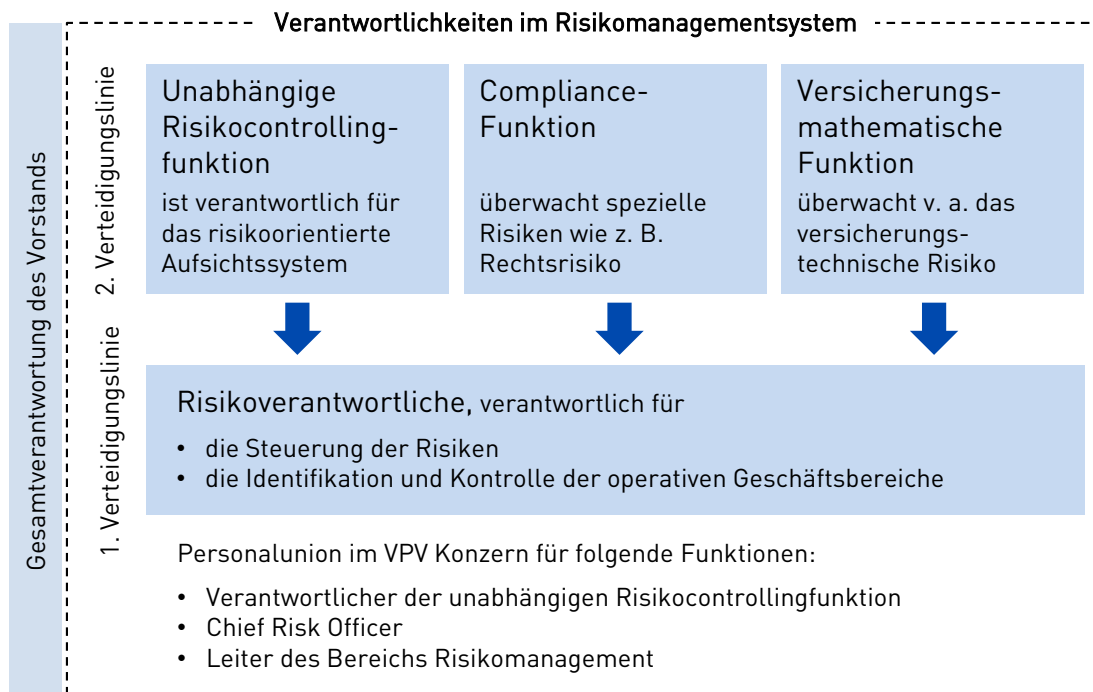 Verantwortlichkeiten im Risikomanagementsystem
Gesamtverantwortung des Vorstands
2. Verteidigungslinie
Unabhängige
Risikocontrolling-
funktion
ist verantwortlich für
das risikoorientierte
Aufsichtssystem
Compliance-
Funktion
überwacht spezielle
Risiken wie z. B.
Rechtsrisiko
Versicherungs-
mathematische
Funktion
überwacht v. a. das
versicherungs-
technische Risiko
1. Verteidigungslinie
Risikoverantwortliche, verantwortlich für
• die Steuerung der Risiken
• die Identifikation und Kontrolle der operativen Geschäftsbereiche
Personalunion im VPV Konzern für folgende Funktionen:
• Verantwortlicher der unabhängigen Risikocontrollingfunktion
• Chief Risk Officer
• Leiter des Bereichs Risikomanagement